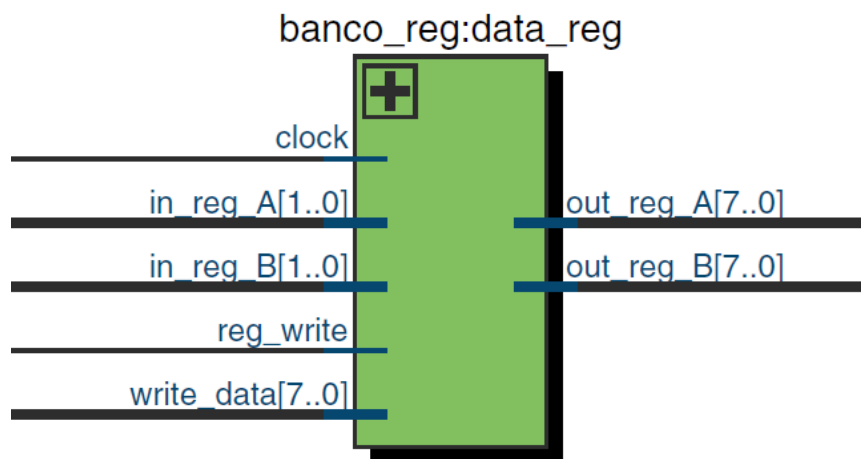 banco_reg:data_reg
clock
in_reg_A[1..0]
out_reg_A[7..0]
in_reg_B[1..0]
out_reg_B[7..0]
reg_write
write_data[7..0]